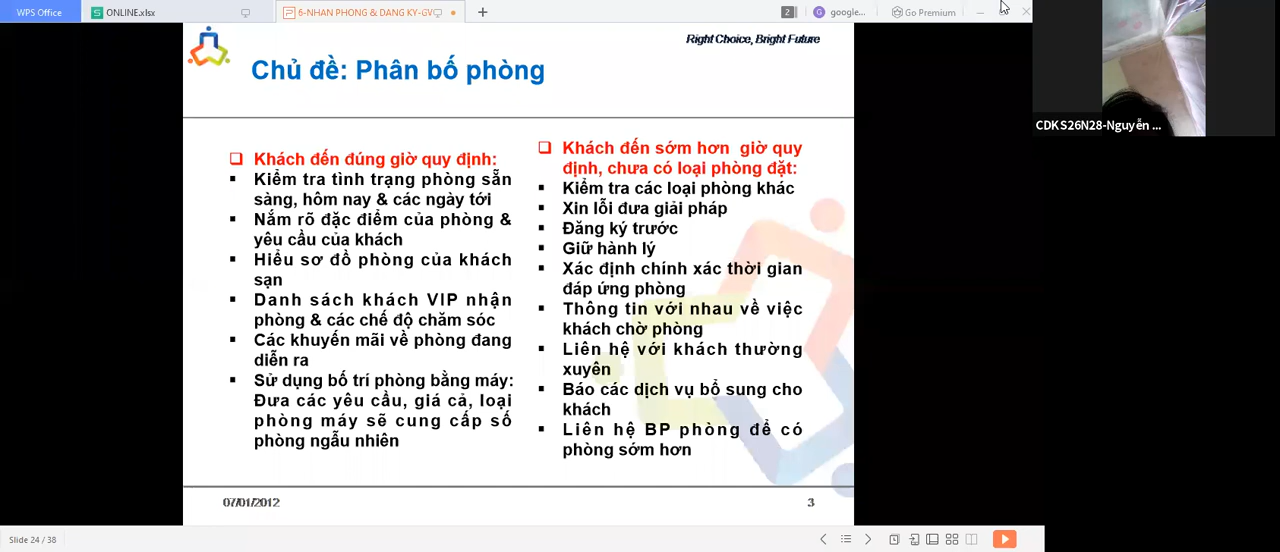 WPS Office
ONLINE.xlsx
6-NHAN PHONG & DANG KY-GV
2
G google...
Go Premium
Right Choice, Bright Future
Chủ đề: Phân bố phòng
Khách đến đúng giờ quy định:
Kiểm tra tình trạng phòng sẵn
sàng, hôm nay & các ngày tới
Nắm rõ đặc điểm của phòng &
yêu cầu của khách
Hiểu sơ đồ phòng của khách
sạn
Danh sách khách VIP nhận
phòng & các chế độ chăm sóc
Các khuyến mãi về phòng đang
diễn ra
Sử dụng bố trí phòng bằng máy:
Đưa các yêu cầu, giá cả, loại
phòng máy sẽ cung cấp số
phòng ngẫu nhiên
Khách đến sớm hơn giờ quy
định, chưa có loại phòng đặt:
Kiểm tra các loại phòng khác
Xin lỗi đưa giải pháp
Đăng ký trước
Giữ hành lý
Xác định chính xác thời gian
đáp ứng phòng
Thông tin với nhau về việc
khách chờ phòng
Liên hệ với khách thường
xuyên
Báo các dịch vụ bổ sung cho
khách
Liên hệ BP phòng để có
phòng sớm hơn
07/01/2012
3
CDKS26N28-Nguyễn ...
Slide 24 / 38